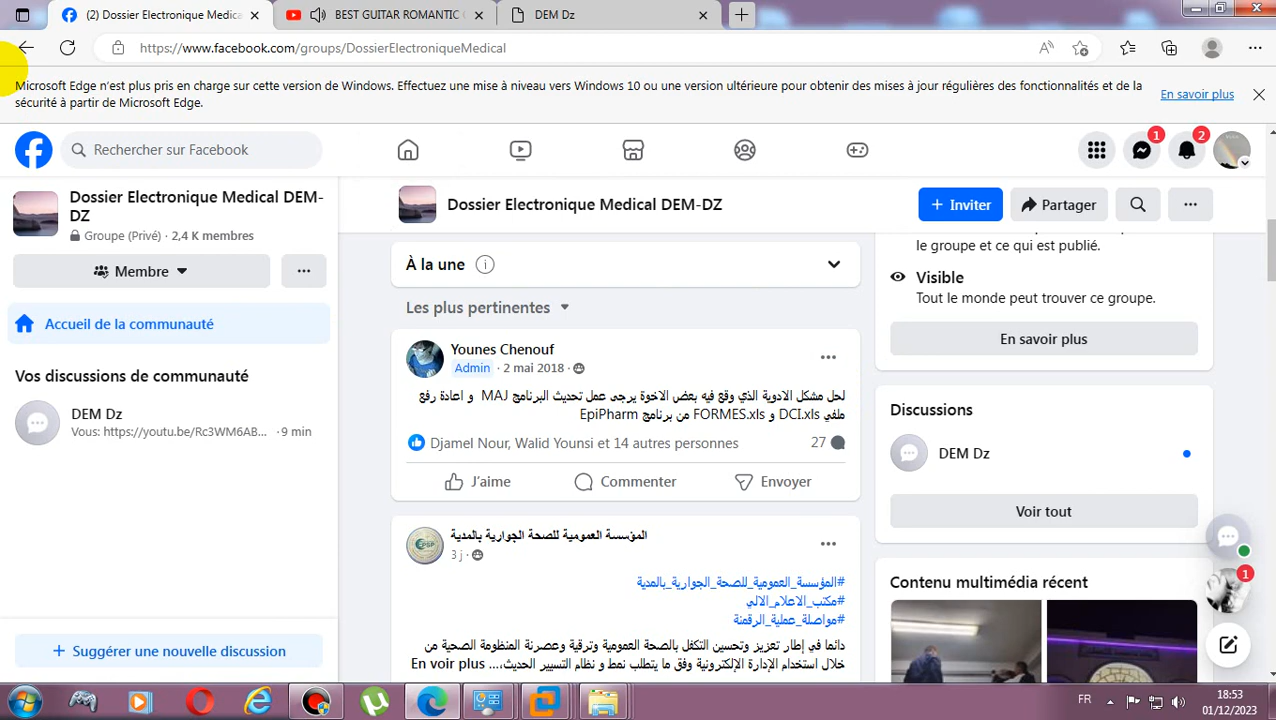 (2) Dossier Electronique Medica
BEST GUITAR ROMANTIC
DEM Dz
https://www.facebook.com/groups/DossierElectroniqueMedical
Microsoft Edge n'est plus pris en charge sur cette version de Windows. Effectuez une mise à niveau vers Windows 10 ou une version ultérieure pour obtenir des mises à jour régulières des fonctionnalités et de la
sécurité à partir de Microsoft Edge.
En savoir plus
Rechercher sur Facebook
1
2
Dossier Electronique Medical DEM-
DZ
Groupe (Privé) · 2,4 K membres
Membre
Accueil de la communauté
Vos discussions de communauté
DEM Dz
Vous: https://youtu.be/Rc3WM6AB... · 9 min
Suggérer une nouvelle discussion
Dossier Electronique Medical DEM-DZ
Inviter
Partager
À la une
Les plus pertinentes
Younes Chenouf
Admin · 2 mai 2018 ·
لحل مشكل الادوية الذي وقع فيه بعض الاخوة يرجى عمل تحديث البرنامج MAJ و اعادة رفع
ملفي DCI.xls و FORMES.xls من برنامج EpiPharm
Djamel Nour, Walid Younsi et 14 autres personnes
27
J'aime
Commenter
Envoyer
المؤسسة العمومية للصحة الجوارية بالمدية
3 j ·
#المؤسسة_العمومية_للصحة_الجوارية_بالمدية
#مكتب_الاعلام_الالي
#مواصلة_عملية_الرقمنة
دائما في إطار تعزيز وتحسين التكفل بالصحة العمومية وترقية وعصرنة المنظومة الصحية من
خلال استخدام الإدارة الإلكترونية وفق ما يتطلب نمط و نظام التسيير الحديث.... En voir plus
le groupe et ce qui est publié.
Visible
Tout le monde peut trouver ce groupe.
En savoir plus
Discussions
DEM Dz
Voir tout
Contenu multimédia récent
1
FR
18:53
01/12/2023